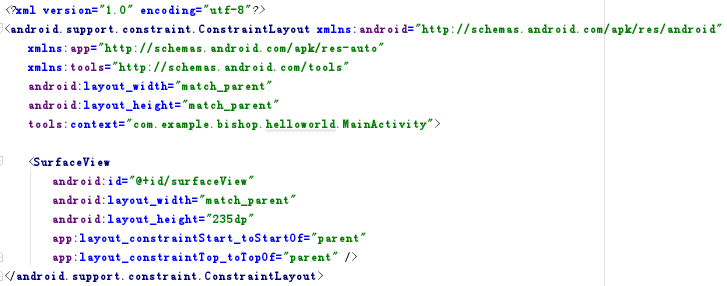 <?xml version="1.0" encoding="utf-8"?>
<android.support.constraint.ConstraintLayout xmlns:android="http://schemas.android.com/apk/res/android"
    xmlns:app="http://schemas.android.com/apk/res-auto"
    xmlns:tools="http://schemas.android.com/tools"
    android:layout_width="match_parent"
    android:layout_height="match_parent"
    tools:context="com.example.bishop.helloworld.MainActivity">

    <SurfaceView
        android:id="@+id/surfaceView"
        android:layout_width="match_parent"
        android:layout_height="235dp"
        app:layout_constraintStart_toStartOf="parent"
        app:layout_constraintTop_toTopOf="parent" />
</android.support.constraint.ConstraintLayout>